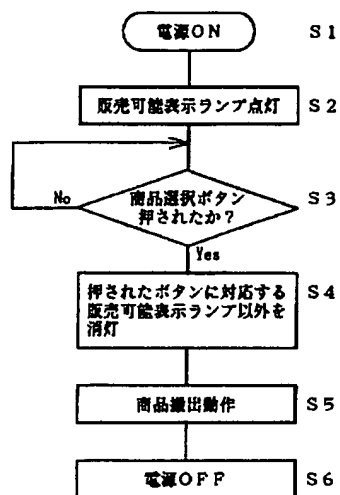 電源ON S1
販売可能表示ランプ点灯 S2
商品選択ボタン
押されたか？ S3
No
Yes
押されたボタンに対応する
販売可能表示ランプ以外を
消灯 S4
商品搬出動作 S5
電源OFF S6